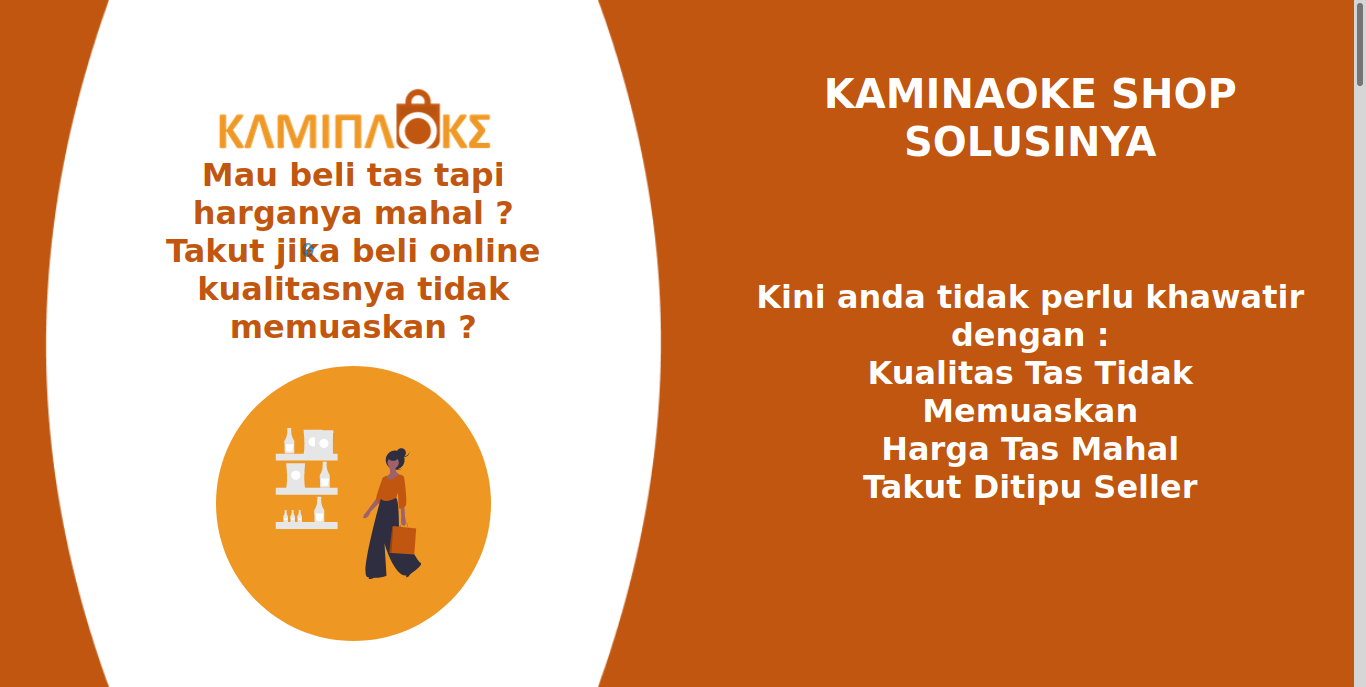 KAMIПAOKΣ
Mau beli tas tapi
harganya mahal ?
Takut jika beli online
kualitasnya tidak
memuaskan ?
KAMINAOKE SHOP
SOLUSINYA
Kini anda tidak perlu khawatir
dengan :
Kualitas Tas Tidak
Memuaskan
Harga Tas Mahal
Takut Ditipu Seller